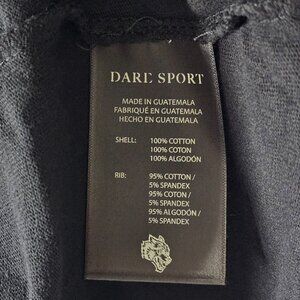 DARE SPORT
MADE IN GUATEMALA
FABRIQUÉ EN GUATEMALA
HECHO EN GUATEMALA
SHELL: 100% COTTON
100% COTON
100% ALGODÓN
RIB: 95% COTTON /
5% SPANDEX
95% COTON /
5% SPANDEX
95% ALGODÓN /
5% SPANDEX